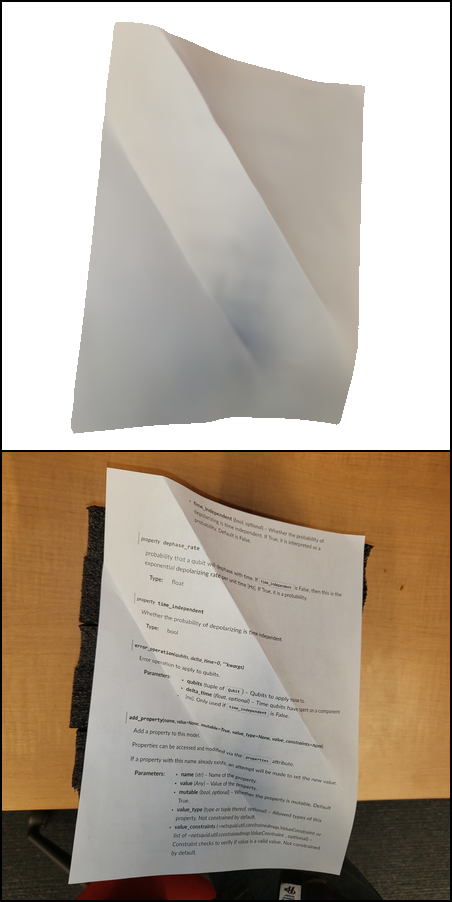 • time_independent (bool, optional) – Whether the probability of
depolarizing is time independent. If True, it is interpreted as a
probability. Default is False.
property dephase_rate
probability that a qubit will dephase with time. If time_independent is False, then this is the
exponential depolarizing rate per unit time [Hz]. If True, it is a probability.
Type: float
property time_independent
Whether the probability of depolarizing is time independent.
Type: bool
error_operation(qubits, delta_time=0, **kwargs)
Error operation to apply to qubits.
Parameters: • qubits (tuple of Qubit) – Qubits to apply noise to.
• delta_time (float, optional) – Time qubits have spent on a component
[ns]. Only used if time_independent is False.
add_property(name, value=None, mutable=True, value_type=None, value_constraints=None)
Add a property to this model.
Properties can be accessed and modified via the properties attribute.
If a property with this name already exists, an attempt will be made to set the new value.
Parameters: • name (str) – Name of the property.
• value (Any) – Value of the property.
• mutable (bool, optional) – Whether the property is mutable. Default
True.
• value_type (type or tuple thereof, optional) – Allowed types of this
property. Not constrained by default.
• value_constraints (~netsquid.util.constrainedmap.ValueConstraint or
list of ~netsquid.util.constrainedmap.ValueConstraint, optional) –
Constraint checks to verify if value is a valid value. Not constrained
by default.